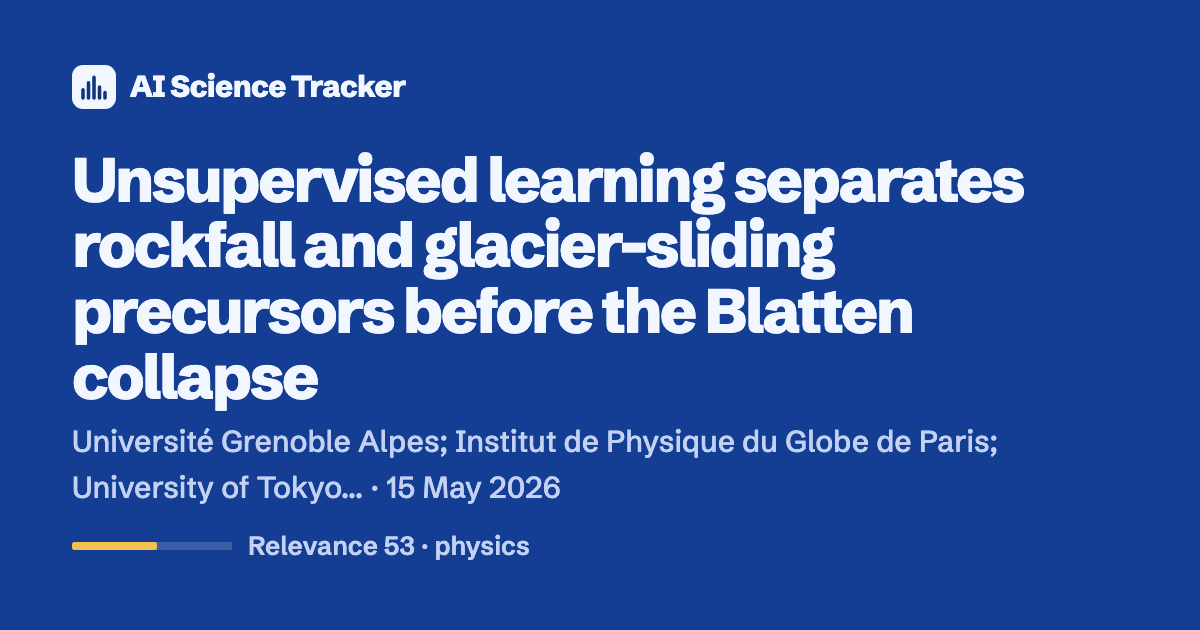 AI Science Tracker
Unsupervised learning separates
rockfall and glacier-sliding
precursors before the Blatten
collapse
Université Grenoble Alpes; Institut de Physique du Globe de Paris;
University of Tokyo... · 15 May 2026
Relevance 53 · physics